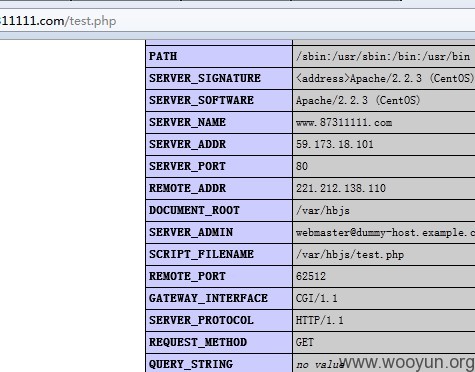 11111.com/test.php
PATH /sbin:/usr/sbin:/bin:/usr/bin
SERVER_SIGNATURE <address>Apache/2.2.3 (CentOS)
SERVER_SOFTWARE Apache/2.2.3 (CentOS)
SERVER_NAME www.87311111.com
SERVER_ADDR 59.173.18.101
SERVER_PORT 80
REMOTE_ADDR 221.212.138.110
DOCUMENT_ROOT /var/hbjs
SERVER_ADMIN webmaster@dummy-host.example.c
SCRIPT_FILENAME /var/hbjs/test.php
REMOTE_PORT 62512
GATEWAY_INTERFACE CGI/1.1
SERVER_PROTOCOL HTTP/1.1
REQUEST_METHOD GET
QUERY_STRING no value
www.wooyun.org